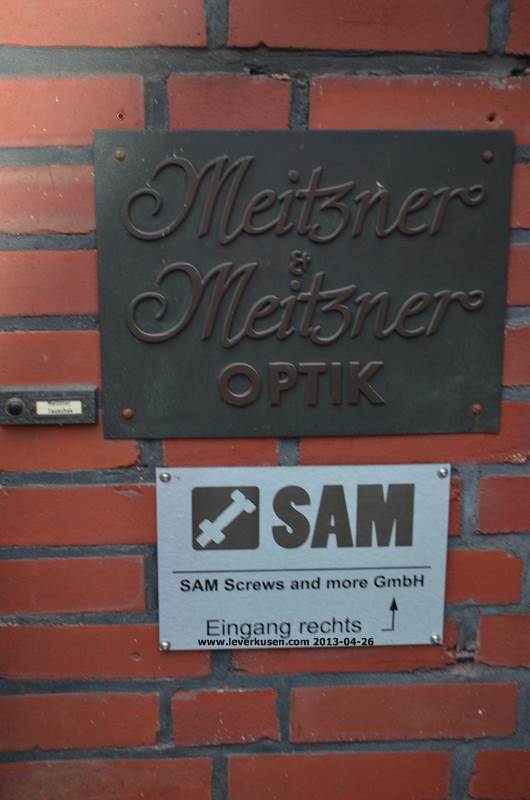 Meitzner
&
Meitzner
OPTIK
SAM
SAM Screws and more GmbH
Eingang rechts
www.leverkusen.com 2013-04-26